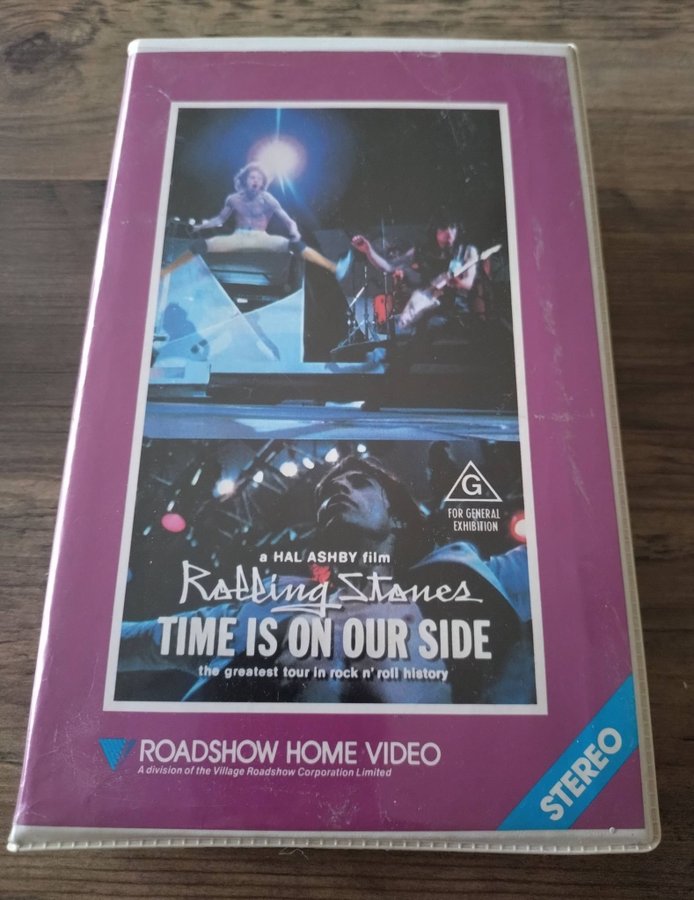 G
FOR GENERAL
EXHIBITION
a HAL ASHBY film
Rolling Stones
TIME IS ON OUR SIDE
the greatest tour in rock n' roll history
ROADSHOW HOME VIDEO
A division of the Village Roadshow Corporation Limited
STEREO